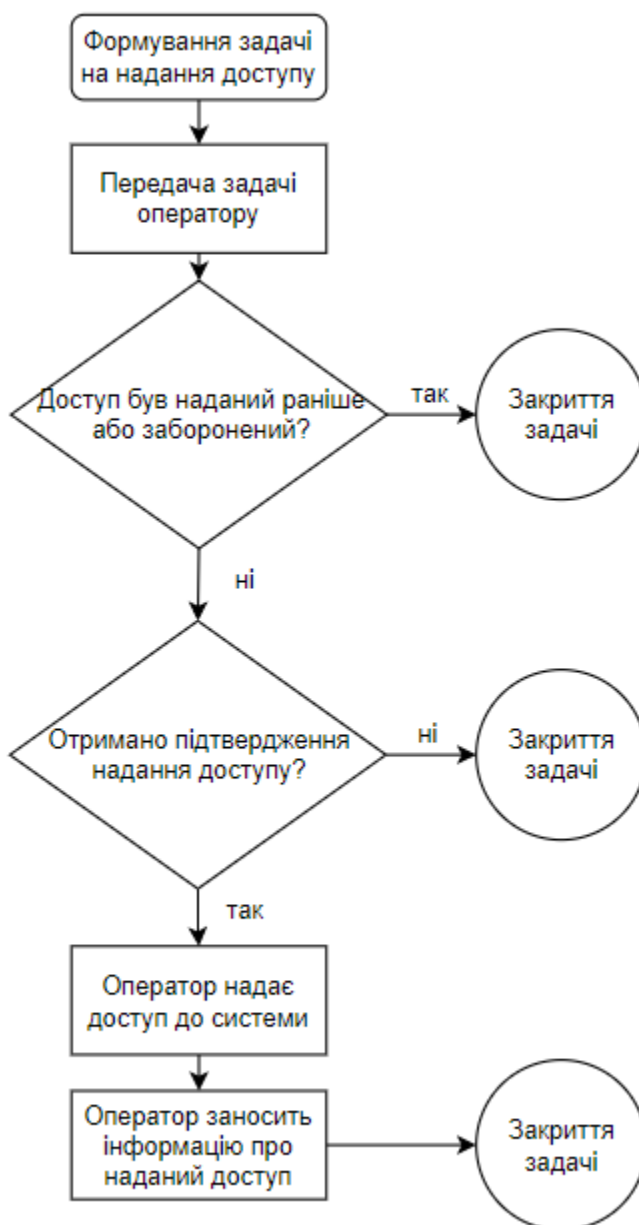 Формування задачі
на надання доступу
Передача задачі
оператору
Доступ був наданий раніше
або заборонений?
так
Закриття
задачі
ні
Отримано підтвердження
надання доступу?
ні
Закриття
задачі
так
Оператор надає
доступ до системи
Оператор заносить
інформацію про
наданий доступ
Закриття
задачі